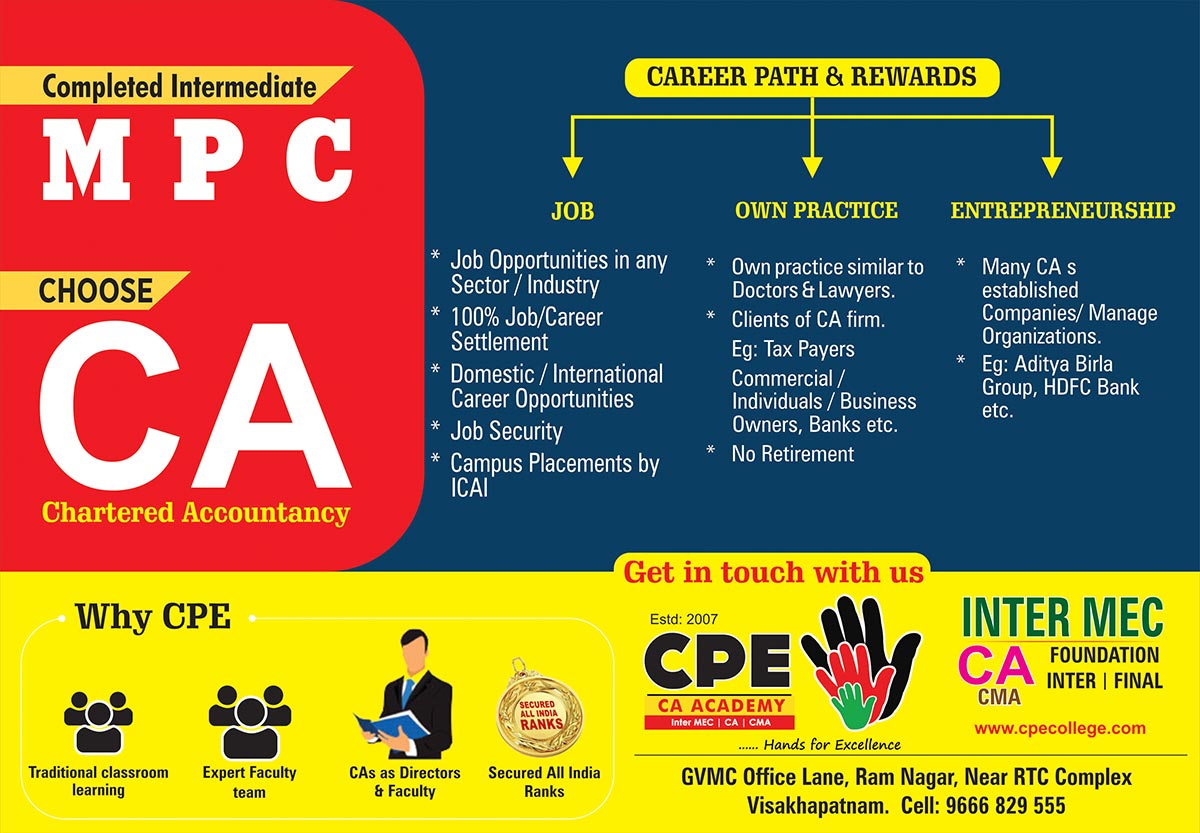 Completed Intermediate
M P C
CHOOSE
CA
Chartered Accountancy
CAREER PATH & REWARDS
JOB
* Job Opportunities in any
Sector / Industry
* 100% Job/Career
Settlement
* Domestic / International
Career Opportunities
* Job Security
* Campus Placements by
ICAI
OWN PRACTICE
* Own practice similar to
Doctors & Lawyers.
* Clients of CA firm.
Eg: Tax Payers
Commercial /
Individuals / Business
Owners, Banks etc.
* No Retirement
ENTREPRENEURSHIP
* Many CA s
established
Companies/ Manage
Organizations.
* Eg: Aditya Birla
Group, HDFC Bank
etc.
Why CPE
Traditional classroom
learning
Expert Faculty
team
CAs as Directors
& Faculty
SECURED
ALL INDIA
RANKS
Secured All India
Ranks
Get in touch with us
Estd: 2007
CPE
CA ACADEMY
Inter MEC | CA | CMA
...... Hands for Excellence
INTER MEC
CA
CMA
FOUNDATION
INTER | FINAL
www.cpecollege.com
GVMC Office Lane, Ram Nagar, Near RTC Complex
Visakhapatnam. Cell: 9666 829 555